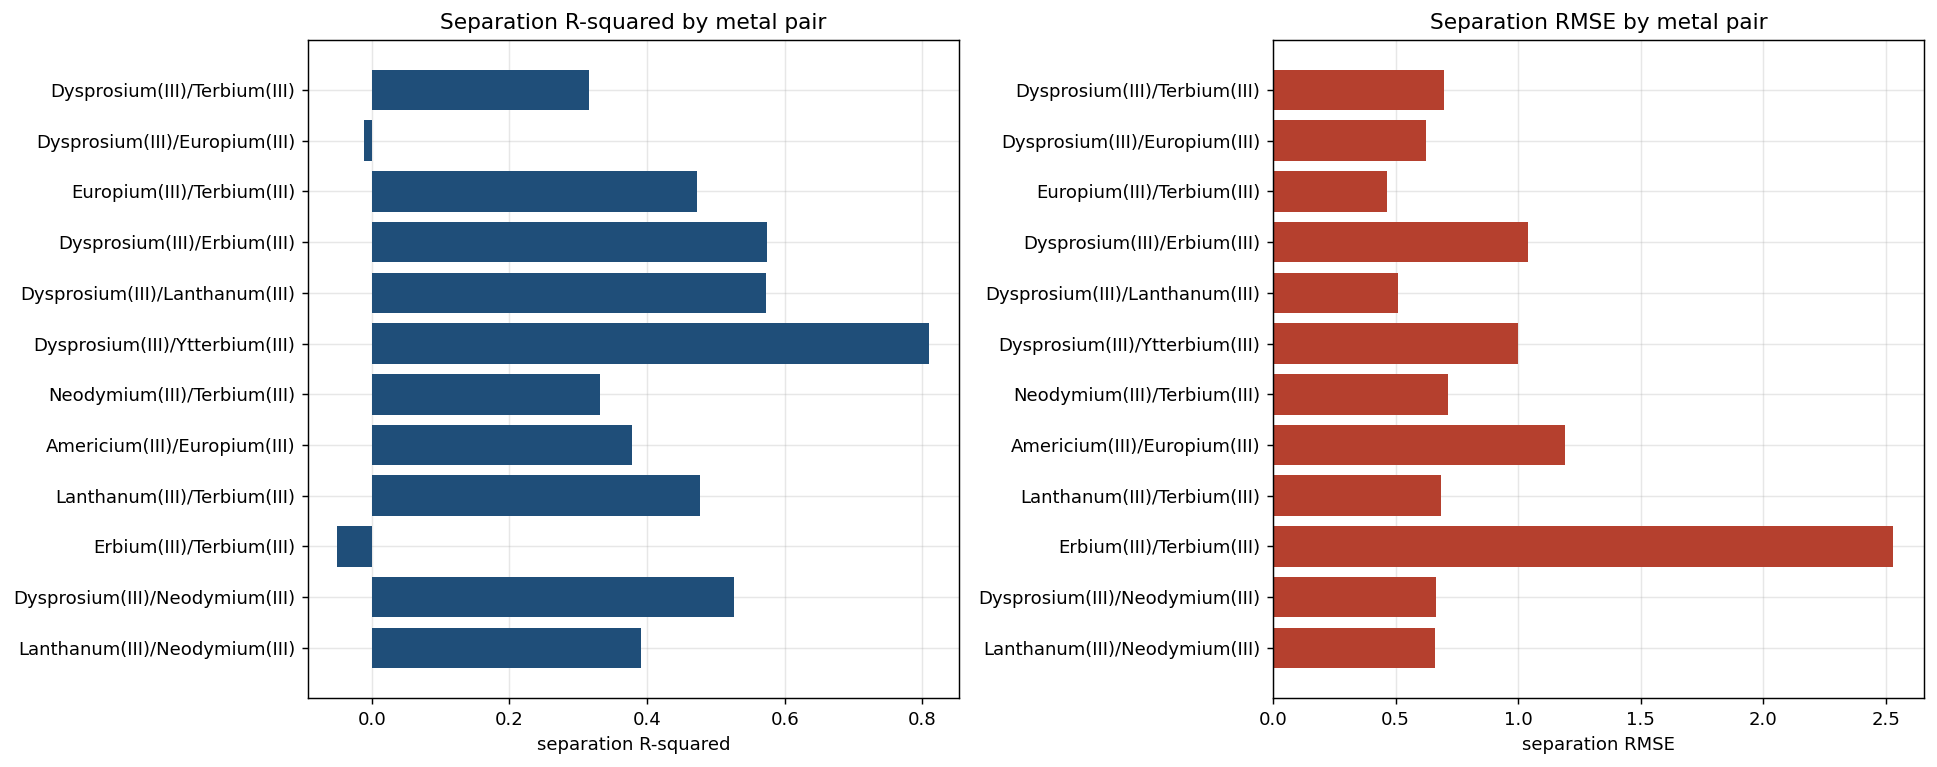 Separation R-squared by metal pair
Dysprosium(III)/Terbium(III)
Dysprosium(III)/Europium(III)
Europium(III)/Terbium(III)
Dysprosium(III)/Erbium(III)
Dysprosium(III)/Lanthanum(III)
Dysprosium(III)/Ytterbium(III)
Neodymium(III)/Terbium(III)
Americium(III)/Europium(III)
Lanthanum(III)/Terbium(III)
Erbium(III)/Terbium(III)
Dysprosium(III)/Neodymium(III)
Lanthanum(III)/Neodymium(III)
0.0 0.2 0.4 0.6 0.8
separation R-squared
Separation RMSE by metal pair
Dysprosium(III)/Terbium(III)
Dysprosium(III)/Europium(III)
Europium(III)/Terbium(III)
Dysprosium(III)/Erbium(III)
Dysprosium(III)/Lanthanum(III)
Dysprosium(III)/Ytterbium(III)
Neodymium(III)/Terbium(III)
Americium(III)/Europium(III)
Lanthanum(III)/Terbium(III)
Erbium(III)/Terbium(III)
Dysprosium(III)/Neodymium(III)
Lanthanum(III)/Neodymium(III)
0.0 0.5 1.0 1.5 2.0 2.5
separation RMSE